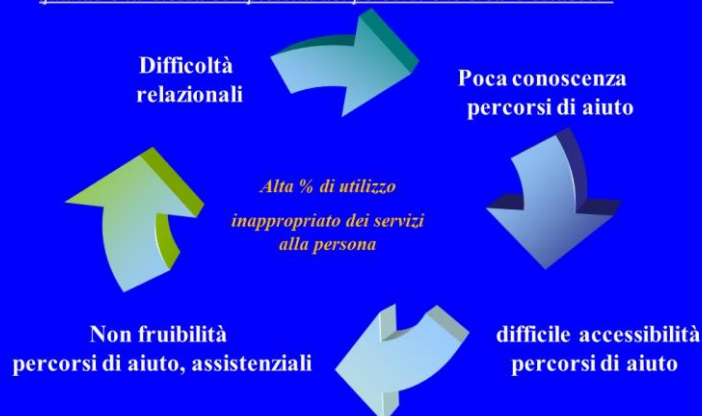 Difficoltà
relazionali
Poca conoscenza
percorsi di aiuto
Alta % di utilizzo
inappropriato dei servizi
alla persona
Non fruibilità
percorsi di aiuto, assistenziali
difficile accessibilità
percorsi di aiuto